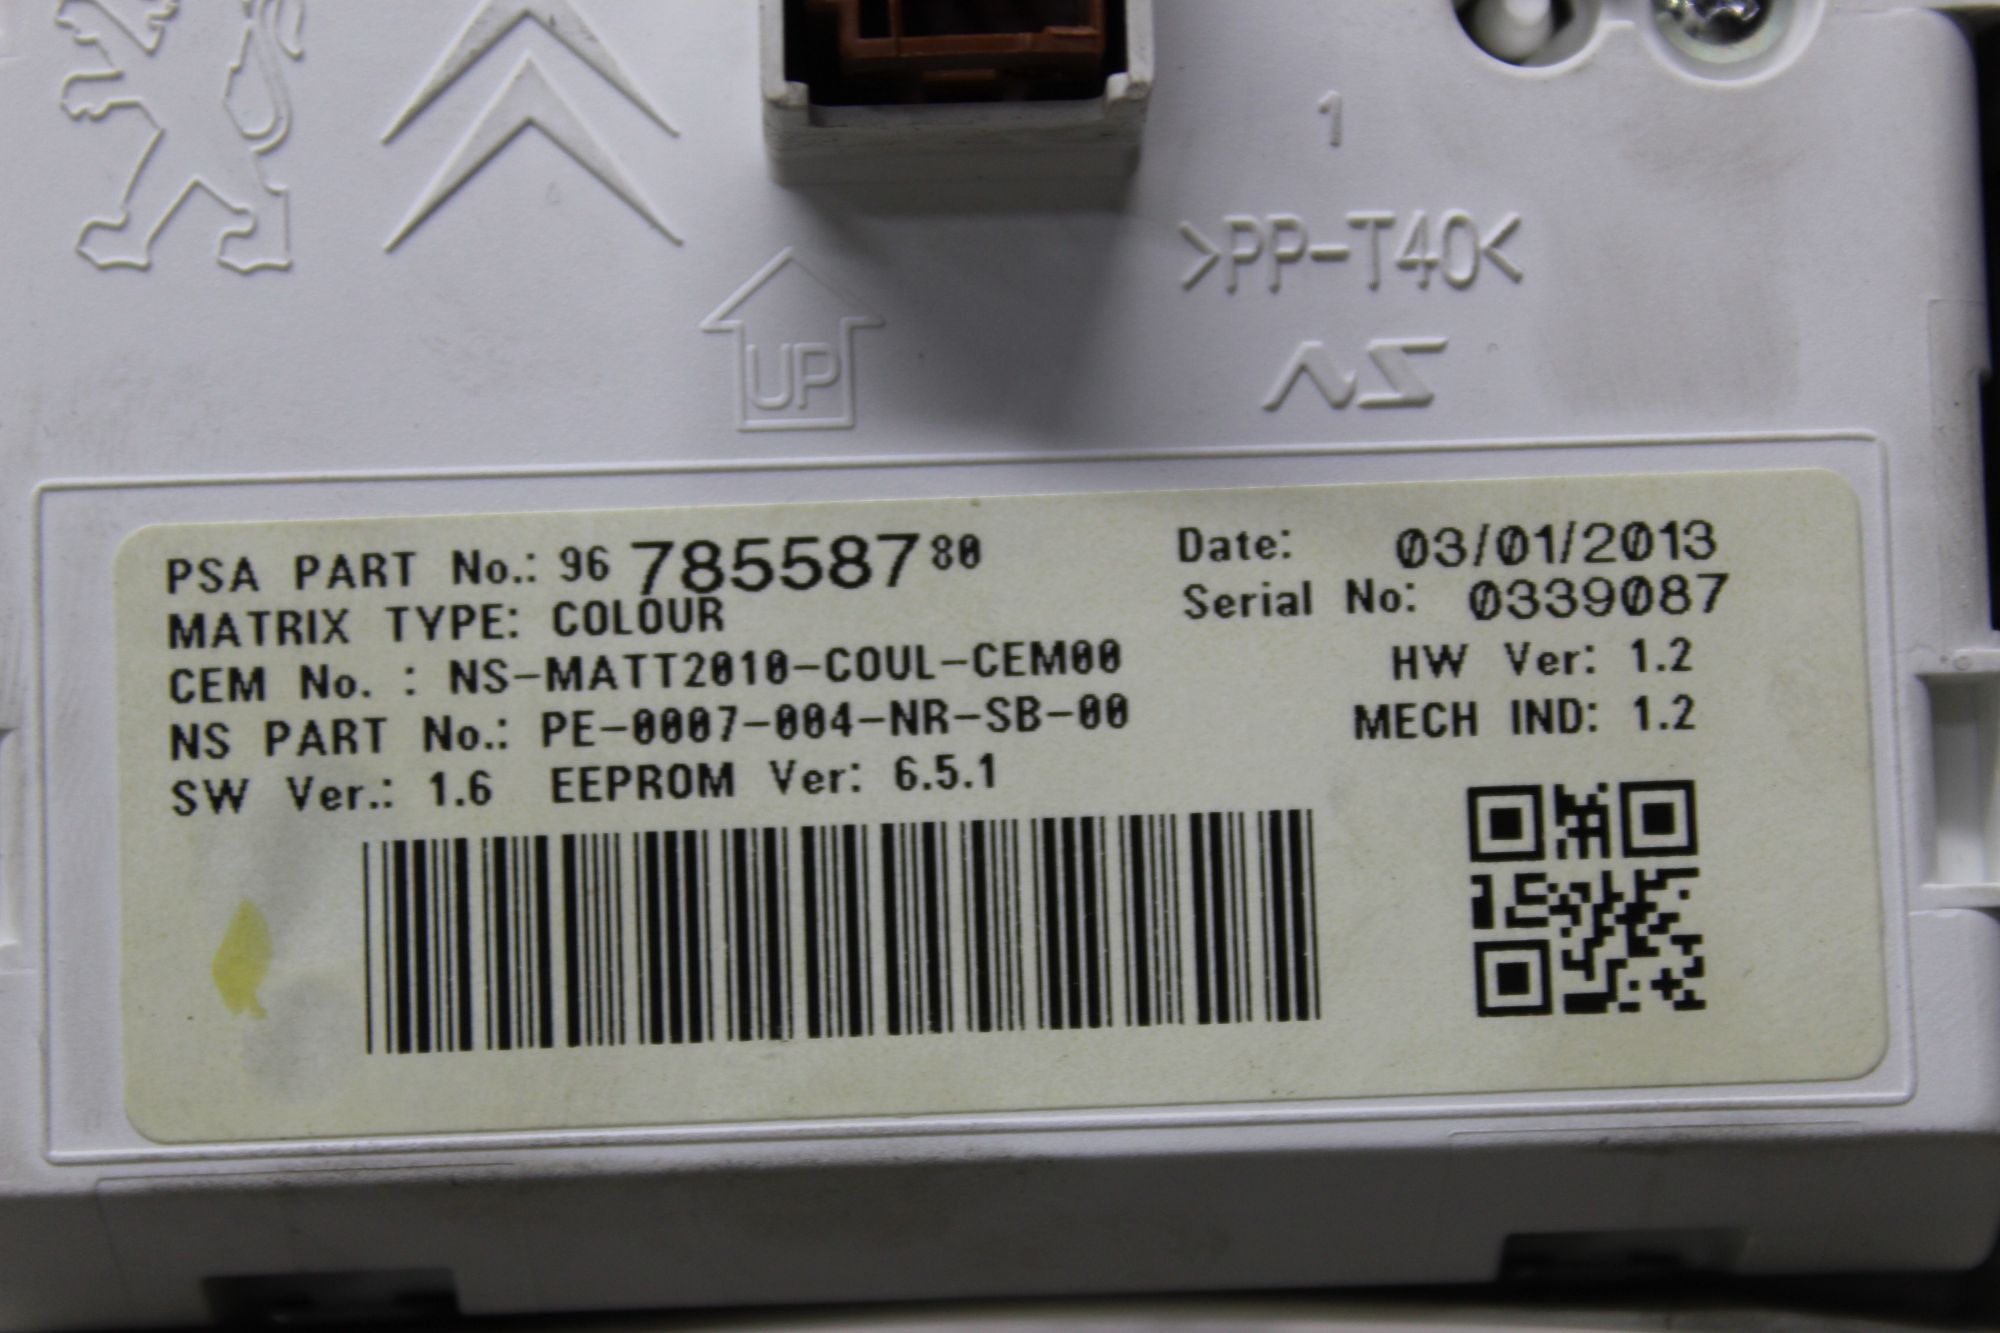 1
>PP-T40<
NS
UP
PSA PART No.: 96 785587 80
MATRIX TYPE: COLOUR
CEM No. : NS-MATT2010-COUL-CEM00
NS PART No.: PE-0007-004-NR-SB-00
SW Ver.: 1.6 EEPROM Ver: 6.5.1
Date: 03/01/2013
Serial No: 0339087
HW Ver: 1.2
MECH IND: 1.2